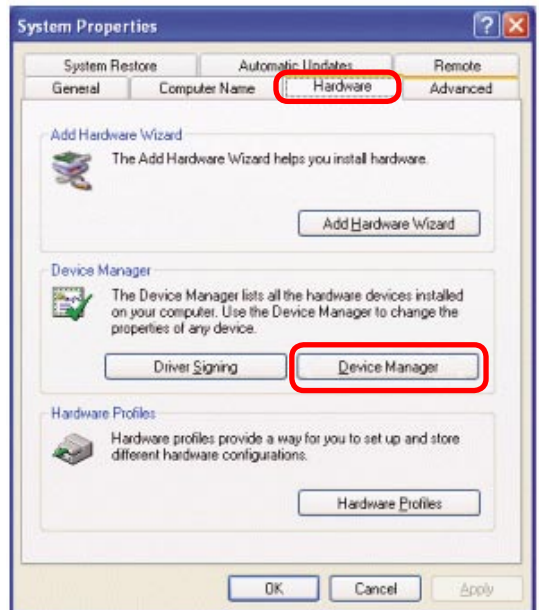 System Properties
System Restore Automatic Updates Remote
General Computer Name Hardware Advanced
Add Hardware Wizard
The Add Hardware Wizard helps you install hardware.
Add Hardware Wizard
Device Manager
The Device Manager lists all the hardware devices installed
on your computer. Use the Device Manager to change the
properties of any device.
Driver Signing Device Manager
Hardware Profiles
Hardware profiles provide a way for you to set up and store
different hardware configurations.
Hardware Profiles
OK Cancel Apply